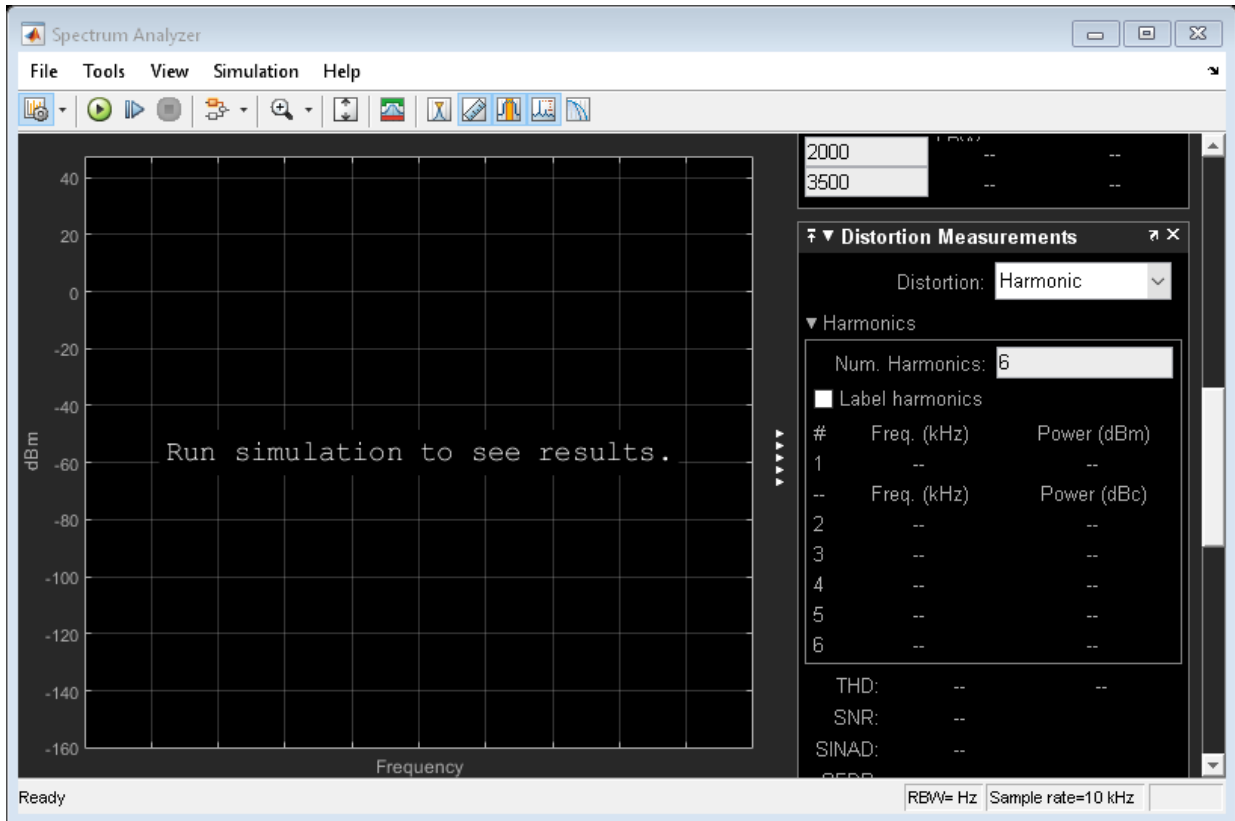 Spectrum Analyzer
File Tools View Simulation Help
40
20
0
-20
-40
-60
-80
-100
-120
-140
-160
dBm
Run simulation to see results.
Frequency
2000 -- --
3500 -- --
Distortion Measurements
Distortion: Harmonic
Harmonics
Num. Harmonics: 6
Label harmonics
# Freq. (kHz) Power (dBm)
1 -- --
-- Freq. (kHz) Power (dBc)
2 -- --
3 -- --
4 -- --
5 -- --
6 -- --
THD: -- --
SNR: --
SINAD: --
Ready
RBW= Hz Sample rate=10 kHz